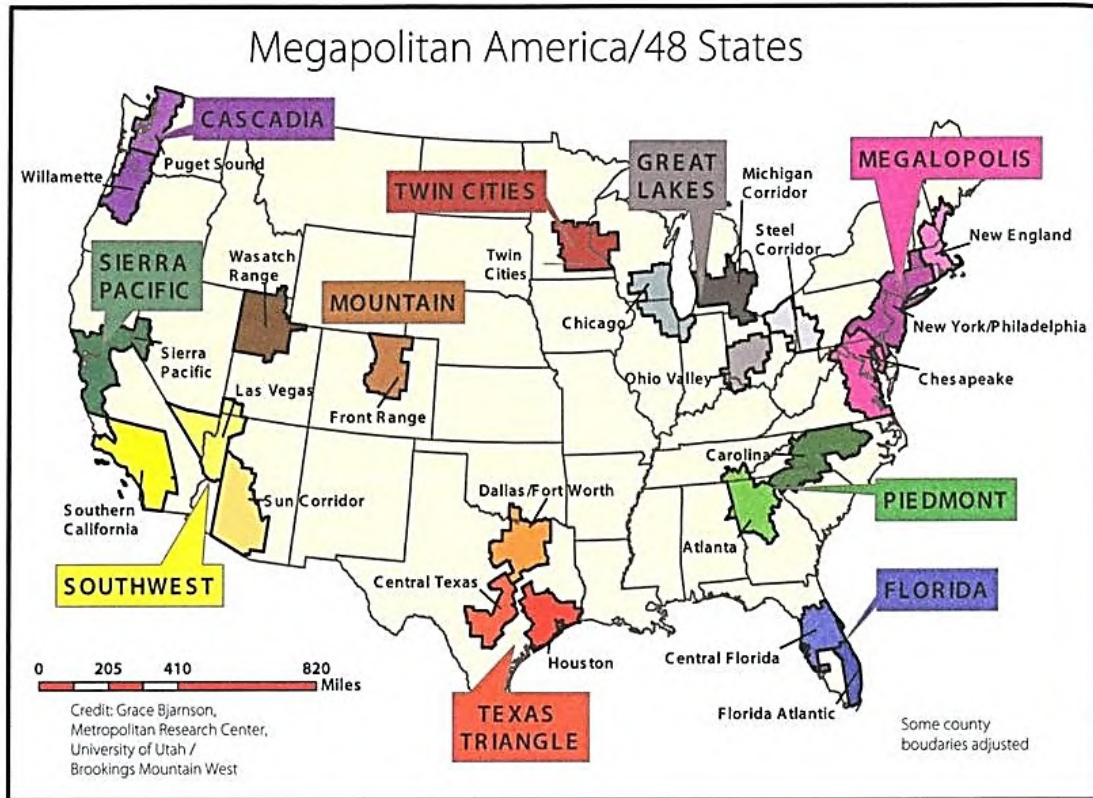 Megapolitan America/48 States
CASCADIA
Puget Sound
Willamette
TWIN CITIES
Twin
Cities
GREAT
LAKES
Michigan
Corridor
Steel
Corridor
MEGALOPOLIS
New England
New York/Philadelphia
Chesapeake
SIERRA
PACIFIC
Wasatch
Range
Sierra
Pacific
MOUNTAIN
Front Range
Chicago
Ohio Valley
Las Vegas
Southern
California
Sun Corridor
SOUTHWEST
Dallas/Fort Worth
Central Texas
Houston
TEXAS
TRIANGLE
Carolina
Atlanta
PIEDMONT
FLORIDA
Central Florida
Florida Atlantic
0 205 410 820
Miles
Credit: Grace Bjarnson,
Metropolitan Research Center,
University of Utah /
Brookings Mountain West
Some county
boudaries adjusted